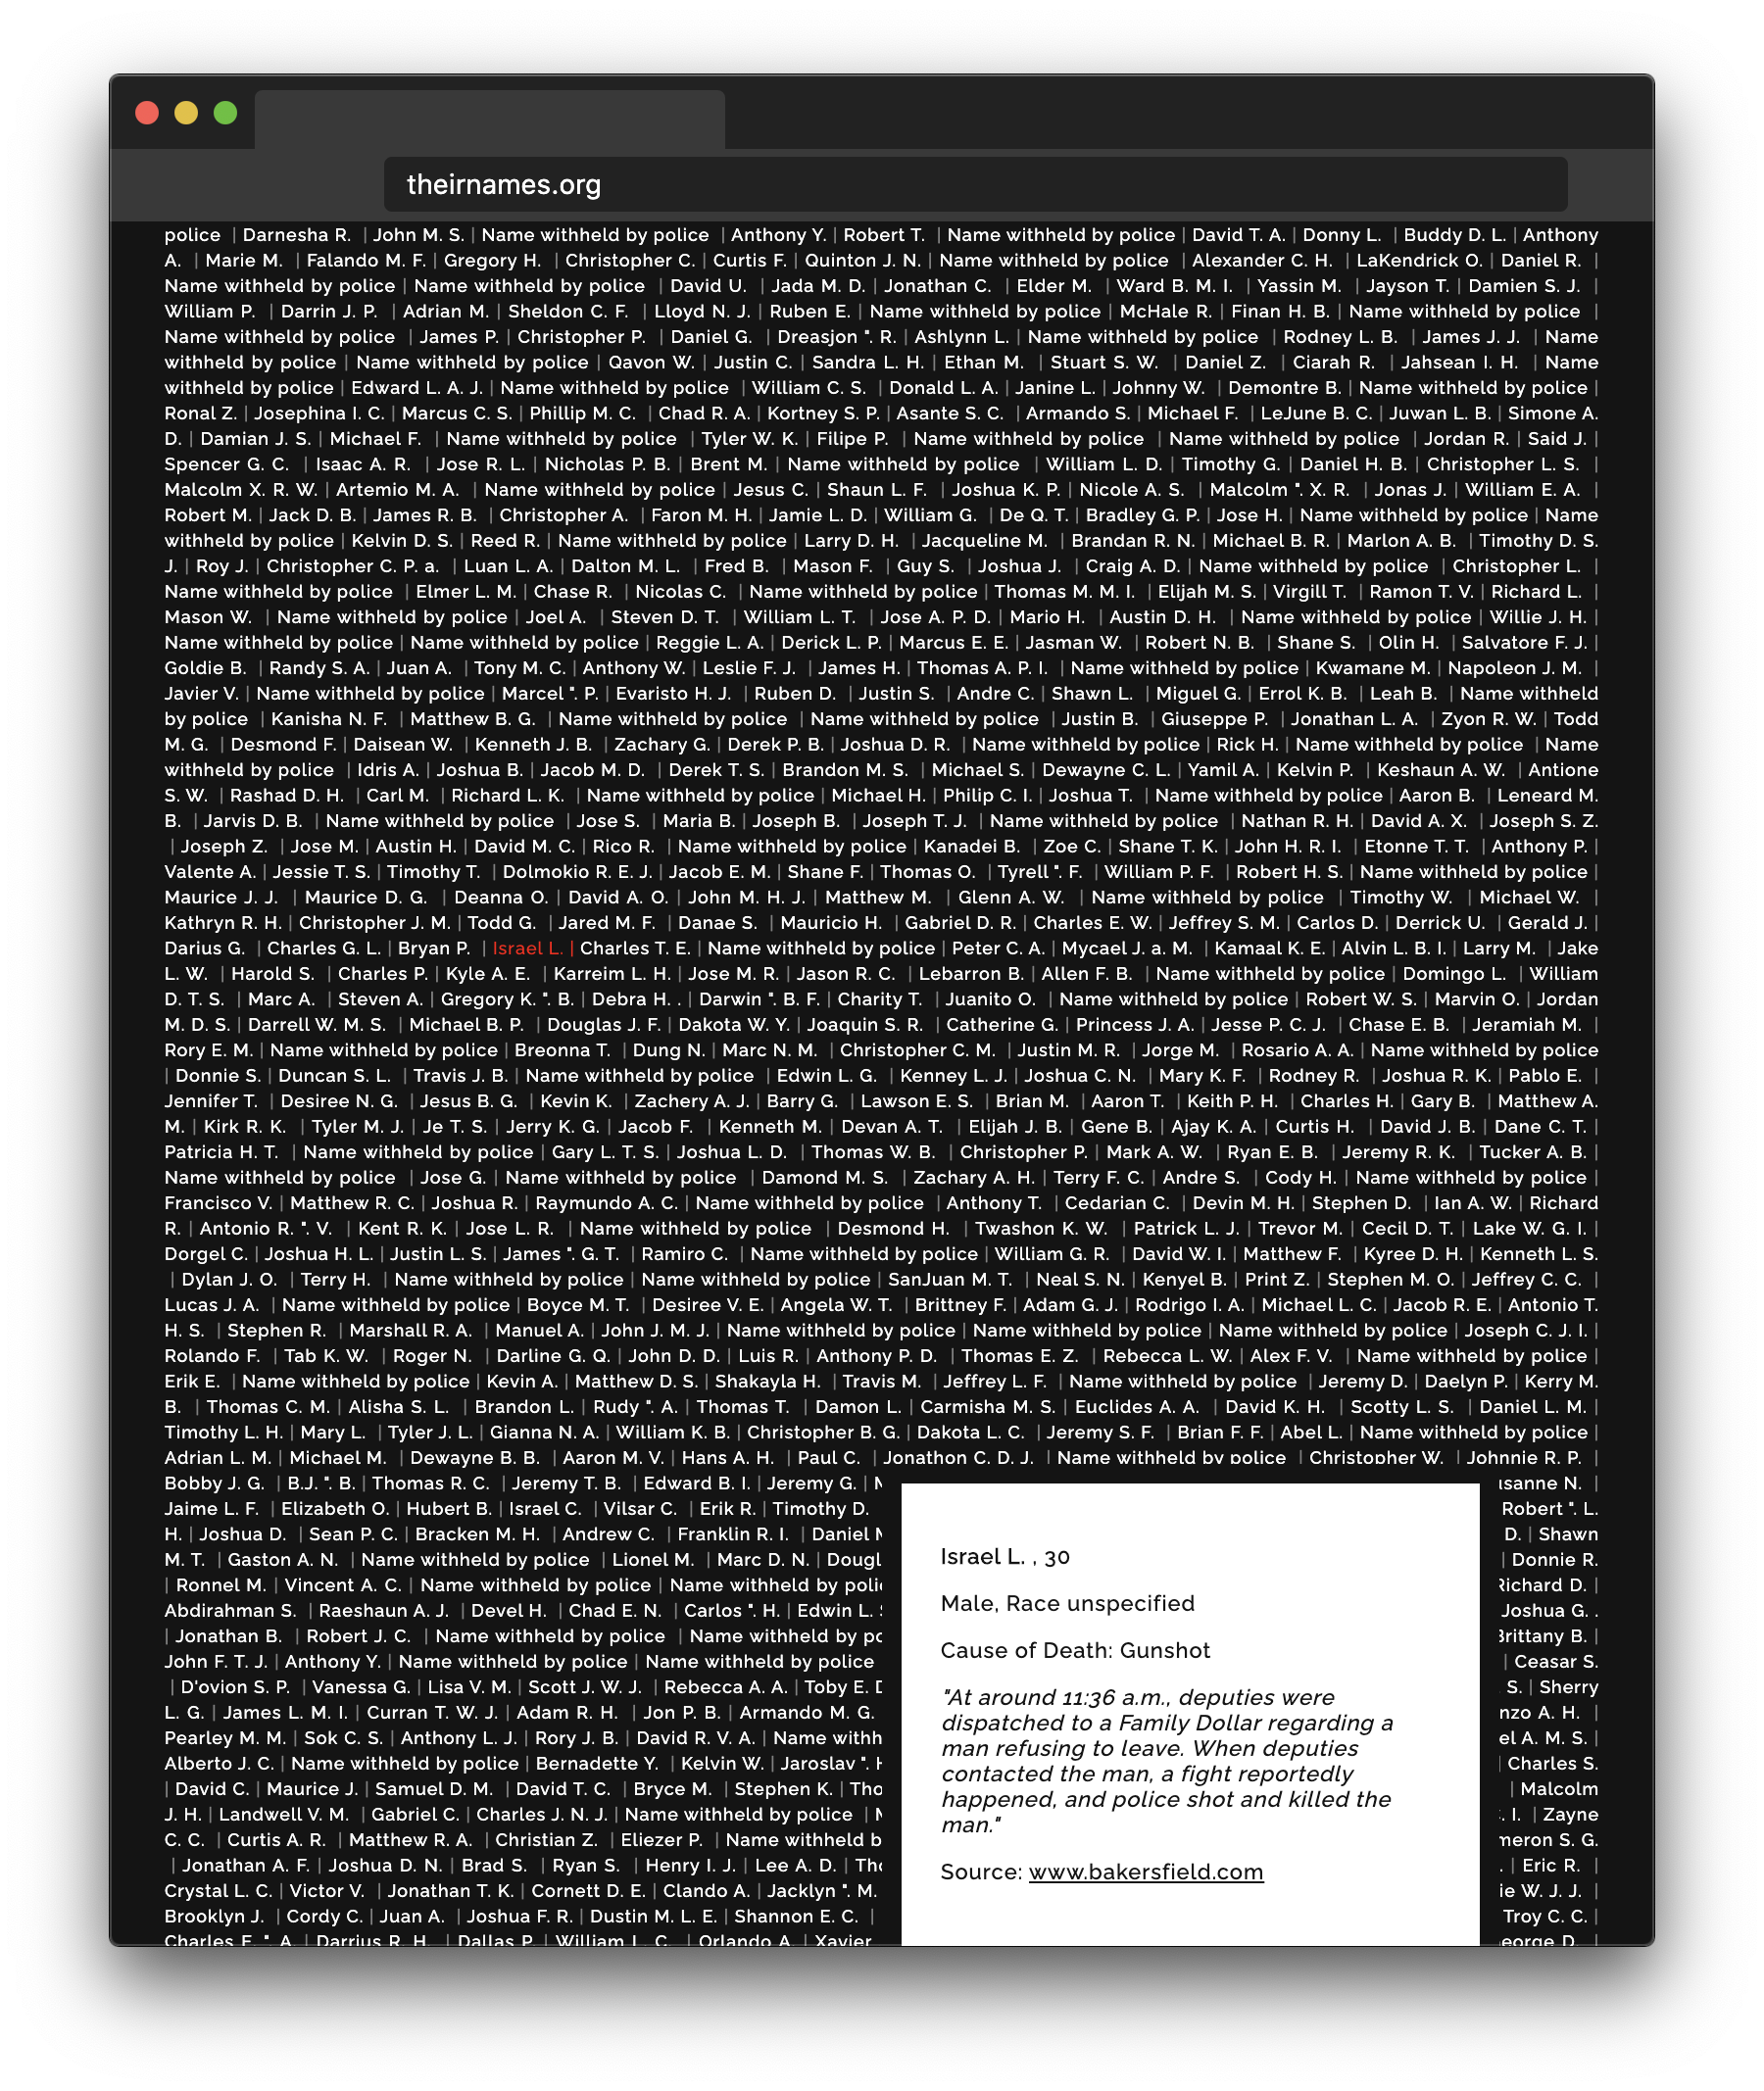 theirnames.org
police | Darnesha R. | John M. S. | Name withheld by police | Anthony Y. | Robert T. | Name withheld by police | David T. A. | Donny L. | Buddy D. L. | Anthony
A. | Marie M. | Falando M. F. | Gregory H. | Christopher C. | Curtis F. | Quinton J. N. | Name withheld by police | Alexander C. H. | LaKendrick O. | Daniel R. |
Name withheld by police | Name withheld by police | David U. | Jada M. D. | Jonathan C. | Elder M. | Ward B. M. I. | Yassin M. | Jayson T. | Damien S. J. |
William P. | Darrin J. P. | Adrian M. | Sheldon C. F. | Lloyd N. J. | Ruben E. | Name withheld by police | McHale R. | Finan H. B. | Name withheld by police |
Name withheld by police | James P. | Christopher P. | Daniel G. | Dreasjon ". R. | Ashlynn L. | Name withheld by police | Rodney L. B. | James J. J. | Name
withheld by police | Name withheld by police | Qavon W. | Justin C. | Sandra L. H. | Ethan M. | Stuart S. W. | Daniel Z. | Ciarah R. | Jahsean I. H. | Name
withheld by police | Edward L. A. J. | Name withheld by police | William C. S. | Donald L. A. | Janine L. | Johnny W. | Demontre B. | Name withheld by police |
Ronal Z. | Josephina I. C. | Marcus C. S. | Phillip M. C. | Chad R. A. | Kortney S. P. | Asante S. C. | Armando S. | Michael F. | LeJune B. C. | Juwan L. B. | Simone A.
D. | Damian J. S. | Michael F. | Name withheld by police | Tyler W. K. | Filipe P. | Name withheld by police | Name withheld by police | Jordan R. | Said J. |
Spencer G. C. | Isaac A. R. | Jose R. L. | Nicholas P. B. | Brent M. | Name withheld by police | William L. D. | Timothy G. | Daniel H. B. | Christopher L. S. |
Malcolm X. R. W. | Artemio M. A. | Name withheld by police | Jesus C. | Shaun L. F. | Joshua K. P. | Nicole A. S. | Malcolm ". X. R. | Jonas J. | William E. A. |
Robert M. | Jack D. B. | James R. B. | Christopher A. | Faron M. H. | Jamie L. D. | William G. | De Q. T. | Bradley G. P. | Jose H. | Name withheld by police | Name
withheld by police | Kelvin D. S. | Reed R. | Name withheld by police | Larry D. H. | Jacqueline M. | Brandan R. N. | Michael B. R. | Marlon A. B. | Timothy D. S.
J. | Roy J. | Christopher C. P. a. | Luan L. A. | Dalton M. L. | Fred B. | Mason F. | Guy S. | Joshua J. | Craig A. D. | Name withheld by police | Christopher L. |
Name withheld by police | Elmer L. M. | Chase R. | Nicolas C. | Name withheld by police | Thomas M. M. I. | Elijah M. S. | Virgill T. | Ramon T. V. | Richard L. |
Mason W. | Name withheld by police | Joel A. | Steven D. T. | William L. T. | Jose A. P. D. | Mario H. | Austin D. H. | Name withheld by police | Willie J. H. |
Name withheld by police | Name withheld by police | Reggie L. A. | Derick L. P. | Marcus E. E. | Jasman W. | Robert N. B. | Shane S. | Olin H. | Salvatore F. J. |
Goldie B. | Randy S. A. | Juan A. | Tony M. C. | Anthony W. | Leslie F. J. | James H. | Thomas A. P. I. | Name withheld by police | Kwamane M. | Napoleon J. M. |
Javier V. | Name withheld by police | Marcel ". P. | Evaristo H. J. | Ruben D. | Justin S. | Andre C. | Shawn L. | Miguel G. | Errol K. B. | Leah B. | Name withheld
by police | Kanisha N. F. | Matthew B. G. | Name withheld by police | Name withheld by police | Justin B. | Giuseppe P. | Jonathan L. A. | Zyon R. W. | Todd
M. G. | Desmond F. | Daisean W. | Kenneth J. B. | Zachary G. | Derek P. B. | Joshua D. R. | Name withheld by police | Rick H. | Name withheld by police | Name
withheld by police | Idris A. | Joshua B. | Jacob M. D. | Derek T. S. | Brandon M. S. | Michael S. | Dewayne C. L. | Yamil A. | Kelvin P. | Keshaun A. W. | Antione
S. W. | Rashad D. H. | Carl M. | Richard L. K. | Name withheld by police | Michael H. | Philip C. I. | Joshua T. | Name withheld by police | Aaron B. | Leneard M.
B. | Jarvis D. B. | Name withheld by police | Jose S. | Maria B. | Joseph B. | Joseph T. J. | Name withheld by police | Nathan R. H. | David A. X. | Joseph S. Z.
| Joseph Z. | Jose M. | Austin H. | David M. C. | Rico R. | Name withheld by police | Kanadei B. | Zoe C. | Shane T. K. | John H. R. I. | Etonne T. T. | Anthony P. |
Valente A. | Jessie T. S. | Timothy T. | Dolmokio R. E. J. | Jacob E. M. | Shane F. | Thomas O. | Tyrell ". F. | William P. F. | Robert H. S. | Name withheld by police |
Maurice J. J. | Maurice D. G. | Deanna O. | David A. O. | John M. H. J. | Matthew M. | Glenn A. W. | Name withheld by police | Timothy W. | Michael W. |
Kathryn R. H. | Christopher J. M. | Todd G. | Jared M. F. | Danae S. | Mauricio H. | Gabriel D. R. | Charles E. W. | Jeffrey S. M. | Carlos D. | Derrick U. | Gerald J. |
Darius G. | Charles G. L. | Bryan P. | Israel L. | Charles T. E. | Name withheld by police | Peter C. A. | Mycael J. a. M. | Kamaal K. E. | Alvin L. B. I. | Larry M. | Jake
L. W. | Harold S. | Charles P. | Kyle A. E. | Karreim L. H. | Jose M. R. | Jason R. C. | Lebarron B. | Allen F. B. | Name withheld by police | Domingo L. | William
D. T. S. | Marc A. | Steven A. | Gregory K. ". B. | Debra H. . | Darwin ". B. F. | Charity T. | Juanito O. | Name withheld by police | Robert W. S. | Marvin O. | Jordan
M. D. S. | Darrell W. M. S. | Michael B. P. | Douglas J. F. | Dakota W. Y. | Joaquin S. R. | Catherine G. | Princess J. A. | Jesse P. C. J. | Chase E. B. | Jeramiah M. |
Rory E. M. | Name withheld by police | Breonna T. | Dung N. | Marc N. M. | Christopher C. M. | Justin M. R. | Jorge M. | Rosario A. A. | Name withheld by police
| Donnie S. | Duncan S. L. | Travis J. B. | Name withheld by police | Edwin L. G. | Kenney L. J. | Joshua C. N. | Mary K. F. | Rodney R. | Joshua R. K. | Pablo E. |
Jennifer T. | Desiree N. G. | Jesus B. G. | Kevin K. | Zachery A. J. | Barry G. | Lawson E. S. | Brian M. | Aaron T. | Keith P. H. | Charles H. | Gary B. | Matthew A.
M. | Kirk R. K. | Tyler M. J. | Je T. S. | Jerry K. G. | Jacob F. | Kenneth M. | Devan A. T. | Elijah J. B. | Gene B. | Ajay K. A. | Curtis H. | David J. B. | Dane C. T. |
Patricia H. T. | Name withheld by police | Gary L. T. S. | Joshua L. D. | Thomas W. B. | Christopher P. | Mark A. W. | Ryan E. B. | Jeremy R. K. | Tucker A. B. |
Name withheld by police | Jose G. | Name withheld by police | Damond M. S. | Zachary A. H. | Terry F. C. | Andre S. | Cody H. | Name withheld by police |
Francisco V. | Matthew R. C. | Joshua R. | Raymundo A. C. | Name withheld by police | Anthony T. | Cedarian C. | Devin M. H. | Stephen D. | Ian A. W. | Richard
R. | Antonio R. ". V. | Kent R. K. | Jose L. R. | Name withheld by police | Desmond H. | Twashon K. W. | Patrick L. J. | Trevor M. | Cecil D. T. | Lake W. G. I. |
Dorgel C. | Joshua H. L. | Justin L. S. | James ". G. T. | Ramiro C. | Name withheld by police | William G. R. | David W. I. | Matthew F. | Kyree D. H. | Kenneth L. S.
| Dylan J. O. | Terry H. | Name withheld by police | Name withheld by police | SanJuan M. T. | Neal S. N. | Kenyel B. | Print Z. | Stephen M. O. | Jeffrey C. C. |
Lucas J. A. | Name withheld by police | Boyce M. T. | Desiree V. E. | Angela W. T. | Brittney F. | Adam G. J. | Rodrigo I. A. | Michael L. C. | Jacob R. E. | Antonio T.
H. S. | Stephen R. | Marshall R. A. | Manuel A. | John J. M. J. | Name withheld by police | Name withheld by police | Name withheld by police | Joseph C. J. I. |
Rolando F. | Tab K. W. | Roger N. | Darline G. Q. | John D. D. | Luis R. | Anthony P. D. | Thomas E. Z. | Rebecca L. W. | Alex F. V. | Name withheld by police |
Erik E. | Name withheld by police | Kevin A. | Matthew D. S. | Shakayla H. | Travis M. | Jeffrey L. F. | Name withheld by police | Jeremy D. | Daelyn P. | Kerry M.
B. | Thomas C. M. | Alisha S. L. | Brandon L. | Rudy ". A. | Thomas T. | Damon L. | Carmisha M. S. | Euclides A. A. | David K. H. | Scotty L. S. | Daniel L. M. |
Timothy L. H. | Mary L. | Tyler J. L. | Gianna N. A. | William K. B. | Christopher B. G. | Dakota L. C. | Jeremy S. F. | Brian F. F. | Abel L. | Name withheld by police |
Adrian L. M. | Michael M. | Dewayne B. B. | Aaron M. V. | Hans A. H. | Paul C. | Jonathon C. D. J. | Name withheld by police | Christopher W. | Johnnie R. P. |
Bobby J. G. | B.J. ". B. | Thomas R. C. | Jeremy T. B. | Edward B. I. | Jeremy G. | N. |
Jaime L. F. | Elizabeth O. | Hubert B. | Israel C. | Vilsar C. | Erik R. | Timothy D. Robert ". L.
H. | Joshua D. | Sean P. C. | Bracken M. H. | Andrew C. | Franklin R. I. | Daniel D. | Shawn
M. T. | Gaston A. N. | Name withheld by police | Lionel M. | Marc D. N. | | Donnie R.
| Ronnel M. | Vincent A. C. | Name withheld by police | Name withheld by Richard D. |
Abdirahman S. | Raeshaun A. J. | Devel H. | Chad E. N. | Carlos ". H. | Edwin L. Joshua G. .
| Jonathan B. | Robert J. C. | Name withheld by police | Name withheld by Brittany B. |
John F. T. J. | Anthony Y. | Name withheld by police | Name withheld by police | Ceasar S.
| D'ovion S. P. | Vanessa G. | Lisa V. M. | Scott J. W. J. | Rebecca A. A. | Toby E. S. | Sherry
L. G. | James L. M. I. | Curran T. W. J. | Adam R. H. | Jon P. B. | Armando M. G. A. H. |
Pearley M. M. | Sok C. S. | Anthony L. J. | Rory J. B. | David R. V. A. | Name A. M. S. |
Alberto J. C. | Name withheld by police | Bernadette Y. | Kelvin W. | Jaroslav ". | Charles S.
| David C. | Maurice J. | Samuel D. M. | David T. C. | Bryce M. | Stephen K. | | Malcolm
J. H. | Landwell V. M. | Gabriel C. | Charles J. N. J. | Name withheld by police | I. | Zayne
C. C. | Curtis A. R. | Matthew R. A. | Christian Z. | Eliezer P. | Name withheld S. G.
| Jonathan A. F. | Joshua D. N. | Brad S. | Ryan S. | Henry I. J. | Lee A. D. | | Eric R. |
Crystal L. C. | Victor V. | Jonathan T. K. | Cornett D. E. | Clando A. | Jacklyn ". M. W. J. J. |
Brooklyn J. | Cordy C. | Juan A. | Joshua F. R. | Dustin M. L. E. | Shannon E. C. | Troy C. C. |
Charles F. ". A. | Darrius R. H. | Dallas P. | William L. C. | Orlando A. | Xavier D. |
Israel L. , 30
Male, Race unspecified
Cause of Death: Gunshot
"At around 11:36 a.m., deputies were
dispatched to a Family Dollar regarding a
man refusing to leave. When deputies
contacted the man, a fight reportedly
happened, and police shot and killed the
man."
Source: www.bakersfield.com